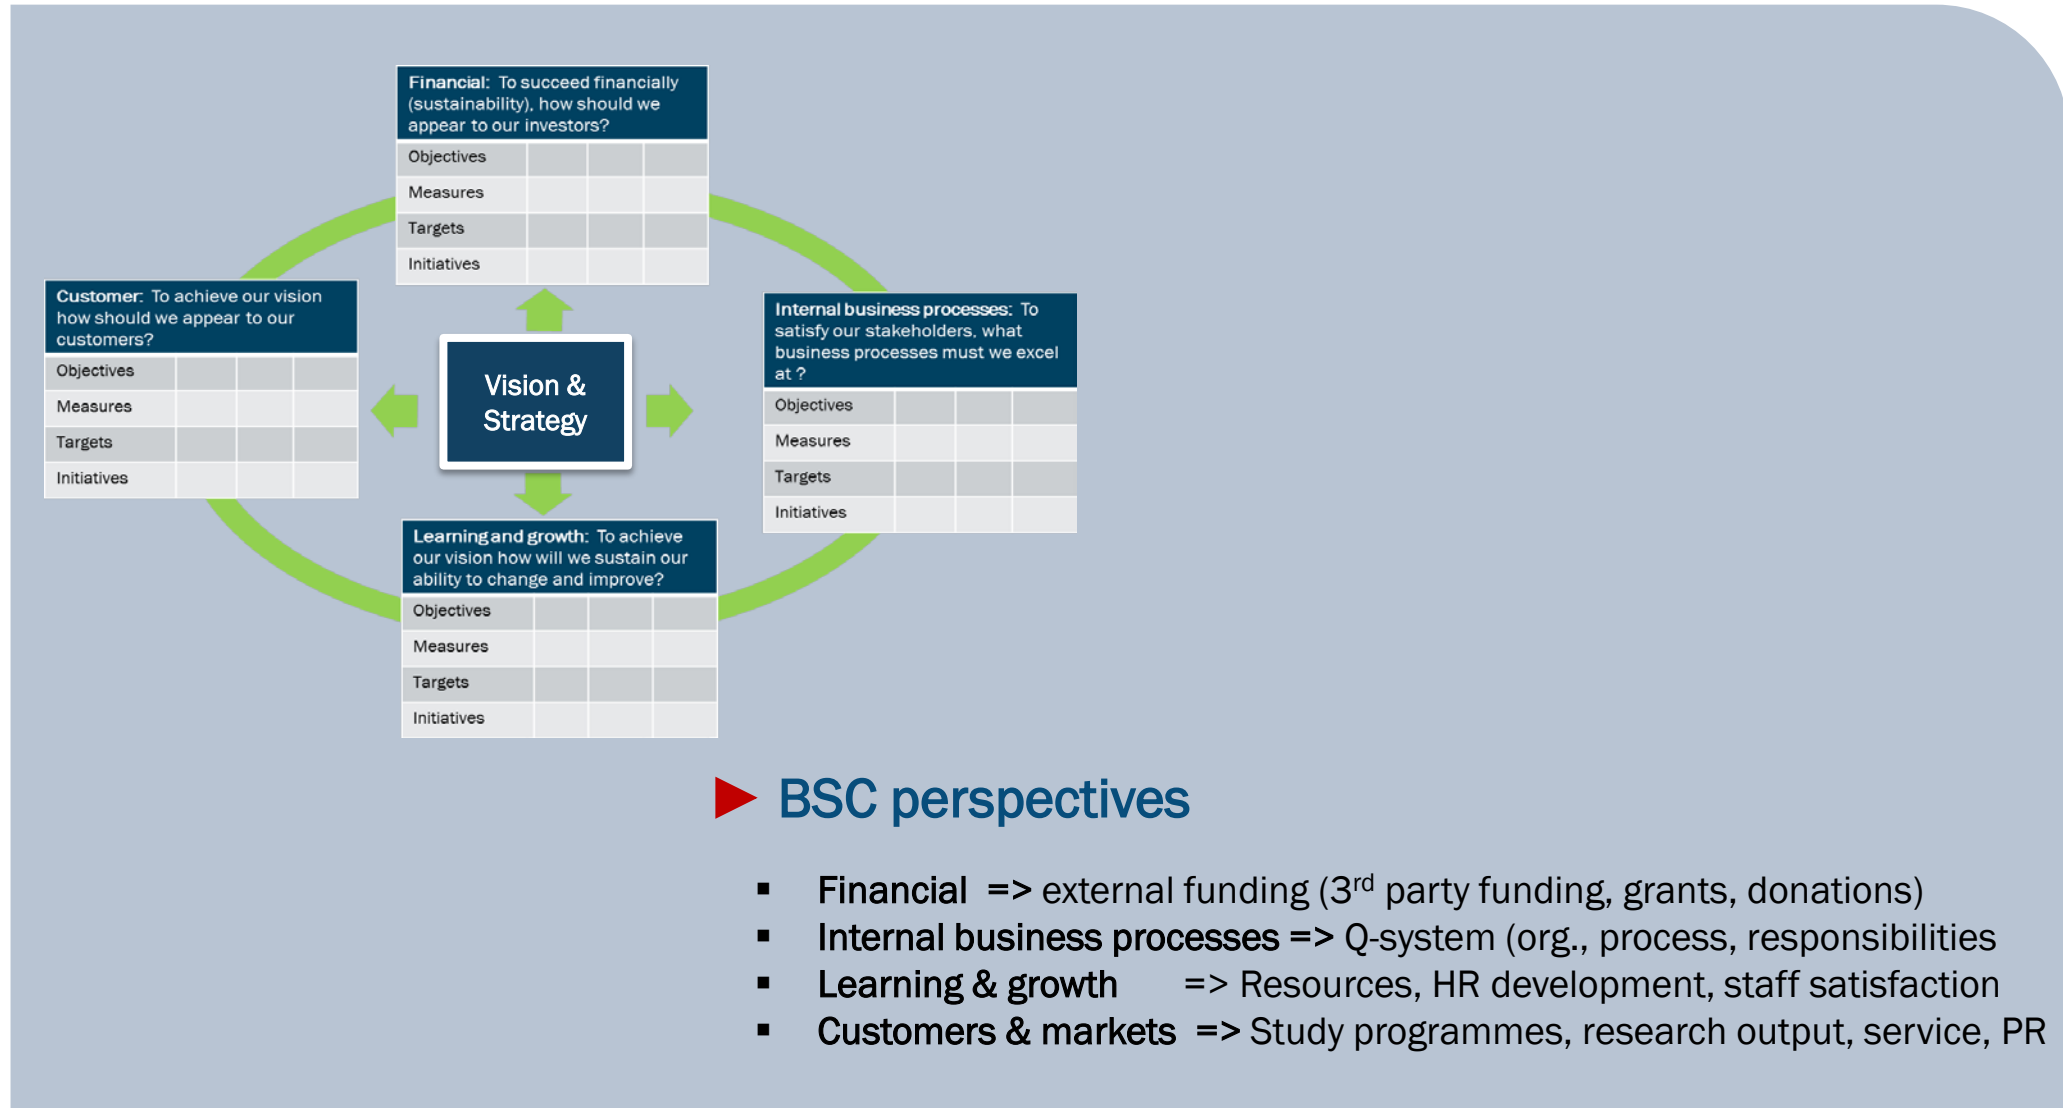 Financial: To succeed financially
(sustainability), how should we
appear to our investors?
Objectives
Measures
Targets
Initiatives
Customer: To achieve our vision
how should we appear to our
customers?
Objectives
Measures
Targets
Initiatives
Vision &
Strategy
Internal business processes: To
satisfy our stakeholders, what
business processes must we excel
at ?
Objectives
Measures
Targets
Initiatives
Learning and growth: To achieve
our vision how will we sustain our
ability to change and improve?
Objectives
Measures
Targets
Initiatives
► BSC perspectives
▪ Financial => external funding (3rd party funding, grants, donations)
▪ Internal business processes => Q-system (org., process, responsibilities
▪ Learning & growth => Resources, HR development, staff satisfaction
▪ Customers & markets => Study programmes, research output, service, PR